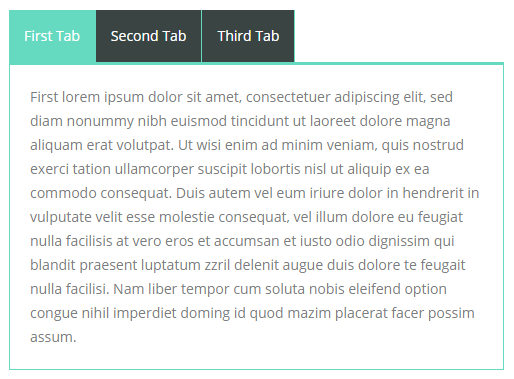 First Tab Second Tab Third Tab
First lorem ipsum dolor sit amet, consectetuer adipiscing elit, sed
diam nonummy nibh euismod tincidunt ut laoreet dolore magna
aliquam erat volutpat. Ut wisi enim ad minim veniam, quis nostrud
exerci tation ullamcorper suscipit lobortis nisl ut aliquip ex ea
commodo consequat. Duis autem vel eum iriure dolor in hendrerit in
vulputate velit esse molestie consequat, vel illum dolore eu feugiat
nulla facilisis at vero eros et accumsan et iusto odio dignissim qui
blandit praesent luptatum zzril delenit augue duis dolore te feugait
nulla facilisi. Nam liber tempor cum soluta nobis eleifend option
congue nihil imperdiet doming id quod mazim placerat facer possim
assum.